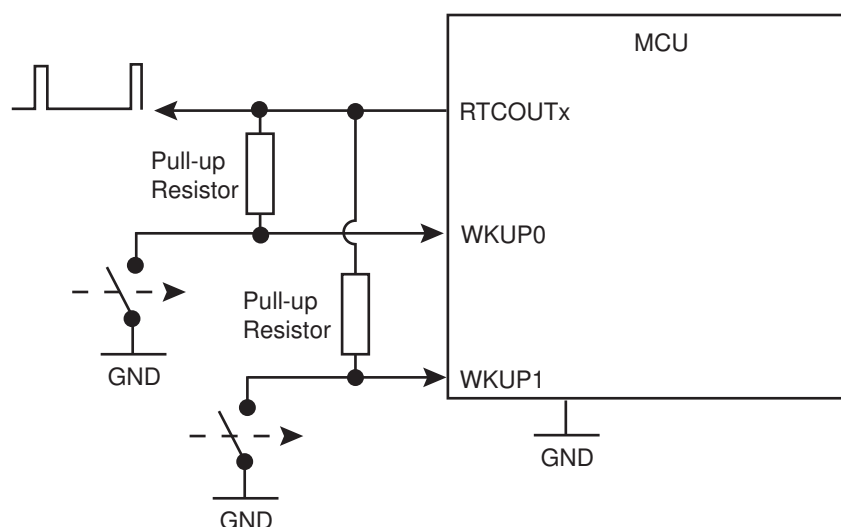 MCU
RTCOUTx
Pull-up
Resistor
WKUP0
Pull-up
Resistor
GND
WKUP1
GND
GND